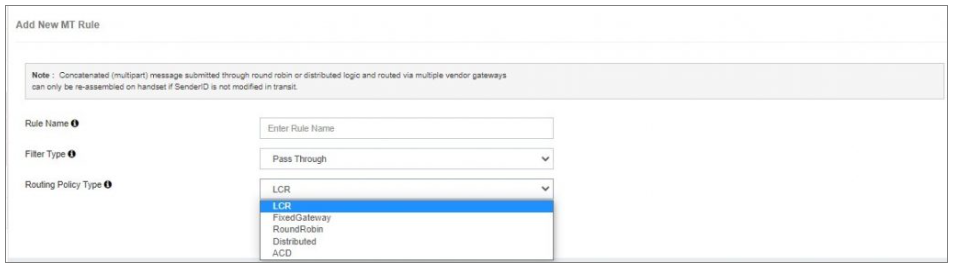 Add New MT Rule
Note : Concatenated (multipart) message submitted through round robin or distributed logic and routed via multiple vendor gateways
can only be re-assembled on handset if SenderID is not modified in transit.
Rule Name
Enter Rule Name
Filter Type
Pass Through
Routing Policy Type
LCR
LCR
FixedGateway
RoundRobin
Distributed
ACD